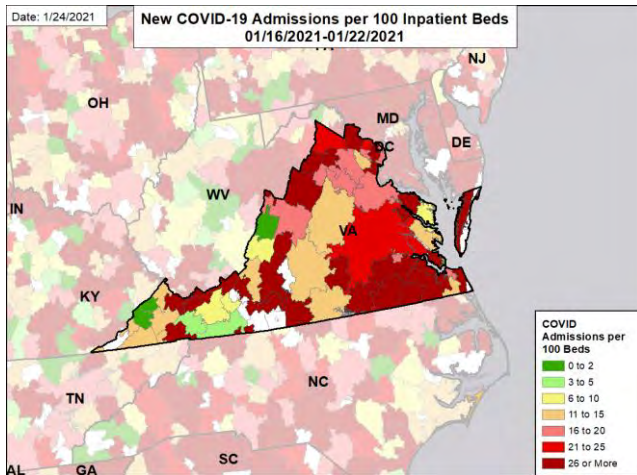 Date: 1/24/2021
New COVID-19 Admissions per 100 Inpatient Beds
01/16/2021-01/22/2021
PA
NJ
OH
MD
DE
DC
WV
IN
VA
KY
TN
NC
SC
AL
GA
COVID
Admissions per
100 Beds
0 to 2
3 to 5
6 to 10
11 to 15
16 to 20
21 to 25
26 or More